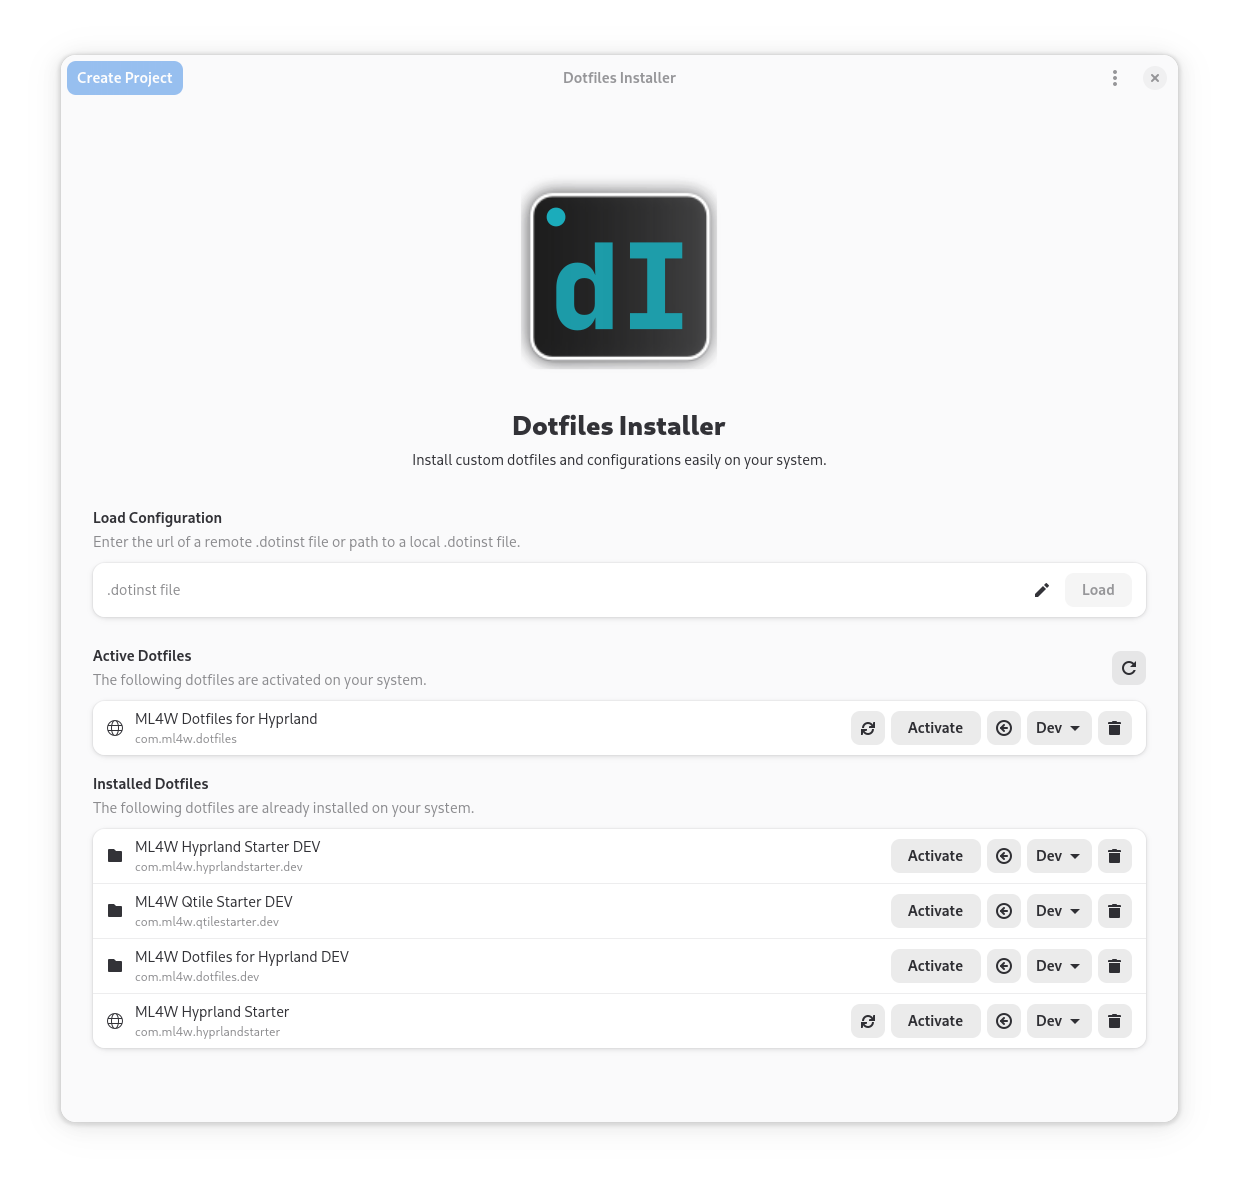 Create Project
Dotfiles Installer
dI
Dotfiles Installer
Install custom dotfiles and configurations easily on your system.
Load Configuration
Enter the url of a remote .dotinst file or path to a local .dotinst file.
.dotinst file
Load
Active Dotfiles
The following dotfiles are activated on your system.
ML4W Dotfiles for Hyprland
com.ml4w.dotfiles
Activate
Dev
Installed Dotfiles
The following dotfiles are already installed on your system.
ML4W Hyprland Starter DEV
com.ml4w.hyprlandstarter.dev
Activate
Dev
ML4W Qtile Starter DEV
com.ml4w.qtilestarter.dev
Activate
Dev
ML4W Dotfiles for Hyprland DEV
com.ml4w.dotfiles.dev
Activate
Dev
ML4W Hyprland Starter
com.ml4w.hyprlandstarter
Activate
Dev